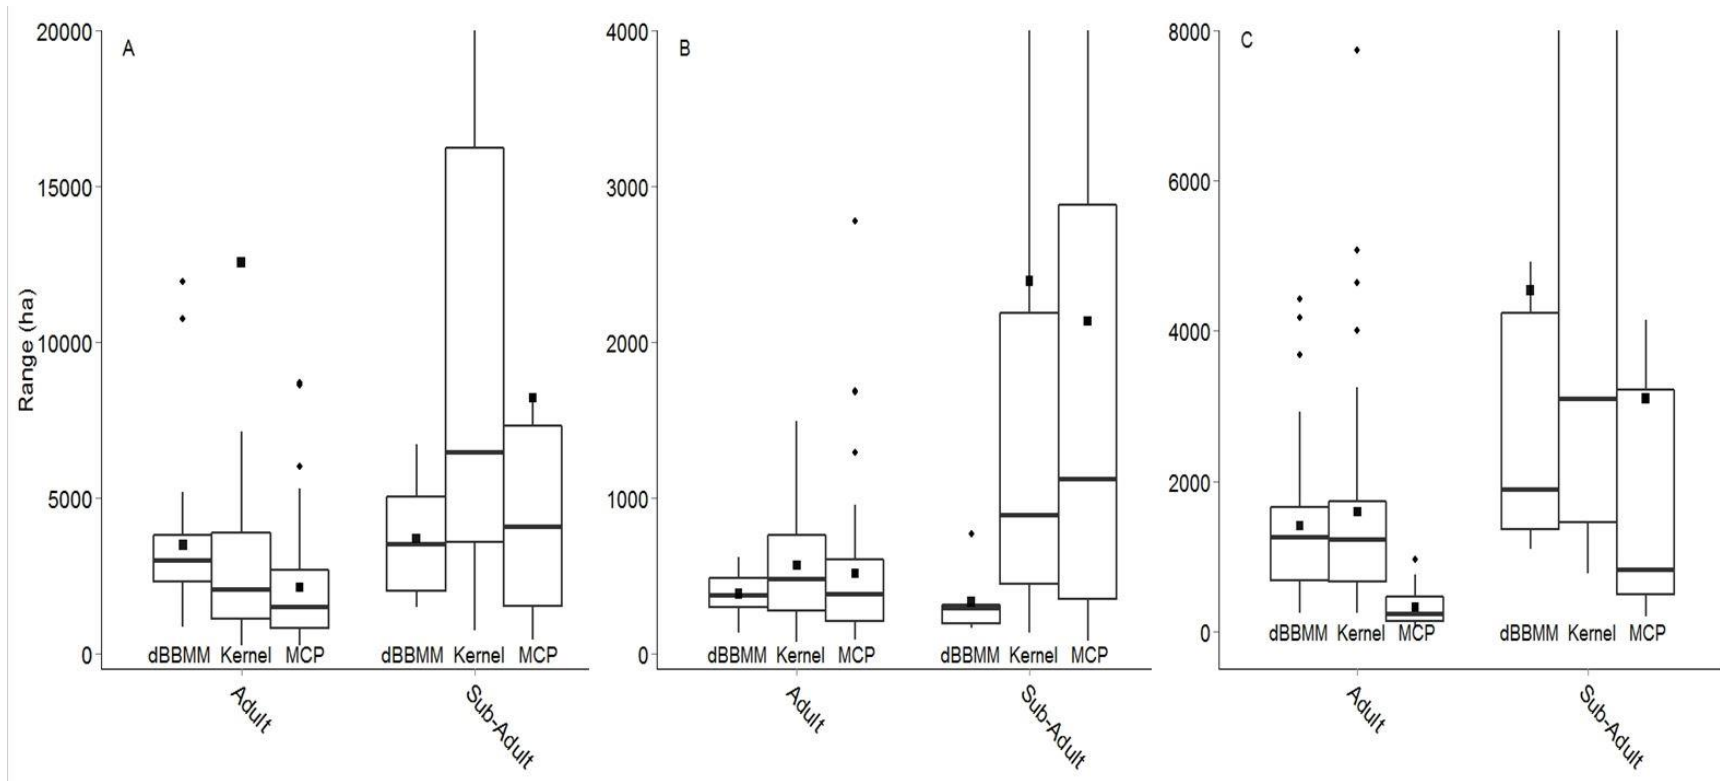 A
20000
15000
10000
5000
0
Range (ha)
dBBMM Kernel MCP dBBMM Kernel MCP
Adult Sub-Adult
B
4000
3000
2000
1000
0
dBBMM Kernel MCP dBBMM Kernel MCP
Adult Sub-Adult
C
8000
6000
4000
2000
0
dBBMM Kernel MCP dBBMM Kernel MCP
Adult Sub-Adult